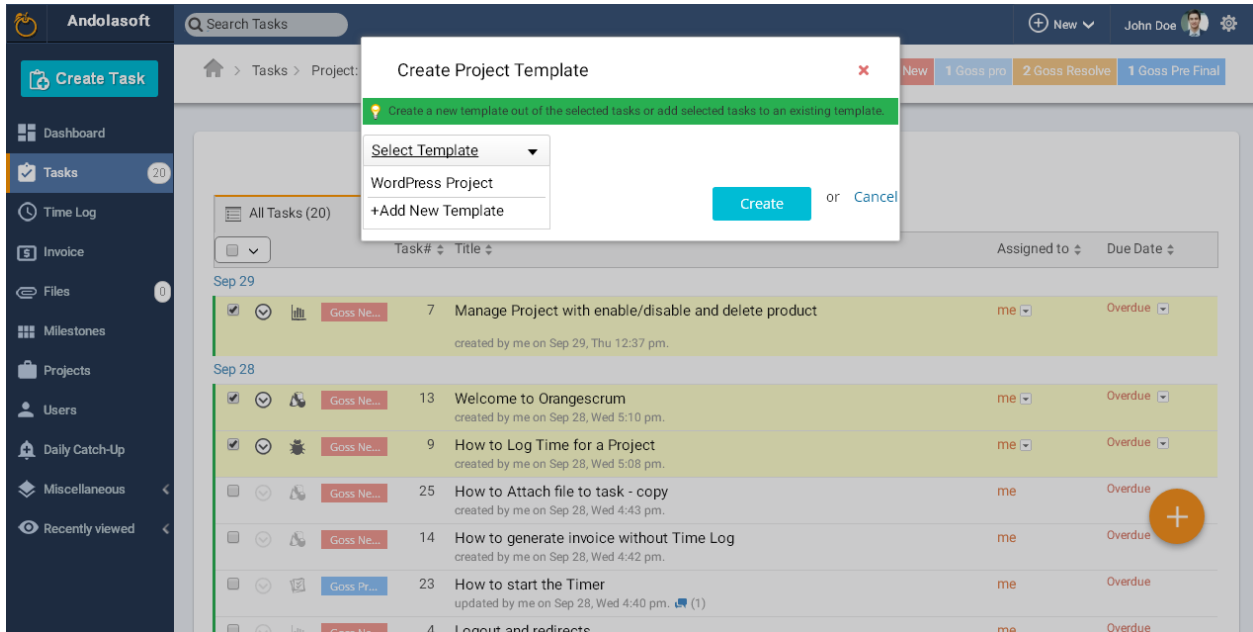 Andolasoft
Search Tasks
New
John Doe
Create Task
Tasks > Project:
New
1 Goss pro
2 Goss Resolve
1 Goss Pre Final
Create Project Template
Create a new template out of the selected tasks or add selected tasks to an existing template.
Select Template
WordPress Project
+Add New Template
Create or Cancel
Dashboard
Tasks 20
Time Log
Invoice
Files 0
Milestones
Projects
Users
Daily Catch-Up
Miscellaneous
Recently viewed
All Tasks (20)
Task# Title Assigned to Due Date
Sep 29
Goss Ne... 7 Manage Project with enable/disable and delete product me Overdue
created by me on Sep 29, Thu 12:37 pm.
Sep 28
Goss Ne... 13 Welcome to Orangescrum me Overdue
created by me on Sep 28, Wed 5:10 pm.
Goss Ne... 9 How to Log Time for a Project me Overdue
created by me on Sep 28, Wed 5:08 pm.
Goss Ne... 25 How to Attach file to task - copy me Overdue
created by me on Sep 28, Wed 4:43 pm.
Goss Ne... 14 How to generate invoice without Time Log me Overdue
created by me on Sep 28, Wed 4:42 pm.
Goss Pr... 23 How to start the Timer me Overdue
updated by me on Sep 28, Wed 4:40 pm. (1)
Goss Ne... 4 Logout and redirects me Overdue